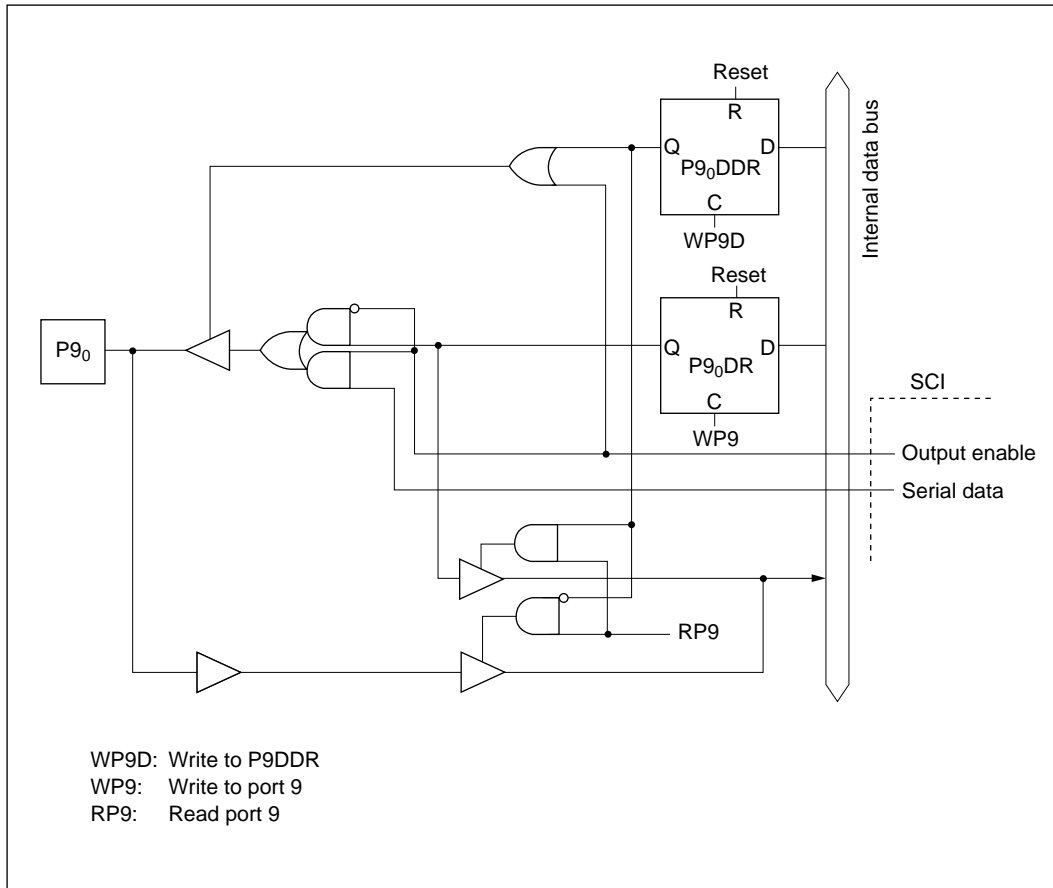 Reset
R
Q
D
P9₀DDR
C
WP9D
Internal data bus
Reset
R
P9₀
Q
D
P9₀DR
C
WP9
SCI
Output enable
Serial data
RP9
WP9D: Write to P9DDR
WP9: Write to port 9
RP9: Read port 9